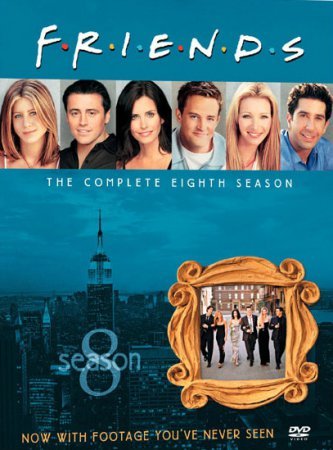 F·R·I·E·N·D·S
THE COMPLETE EIGHTH SEASON
8
season
NOW WITH FOOTAGE YOU'VE NEVER SEEN
DVD
VIDEO